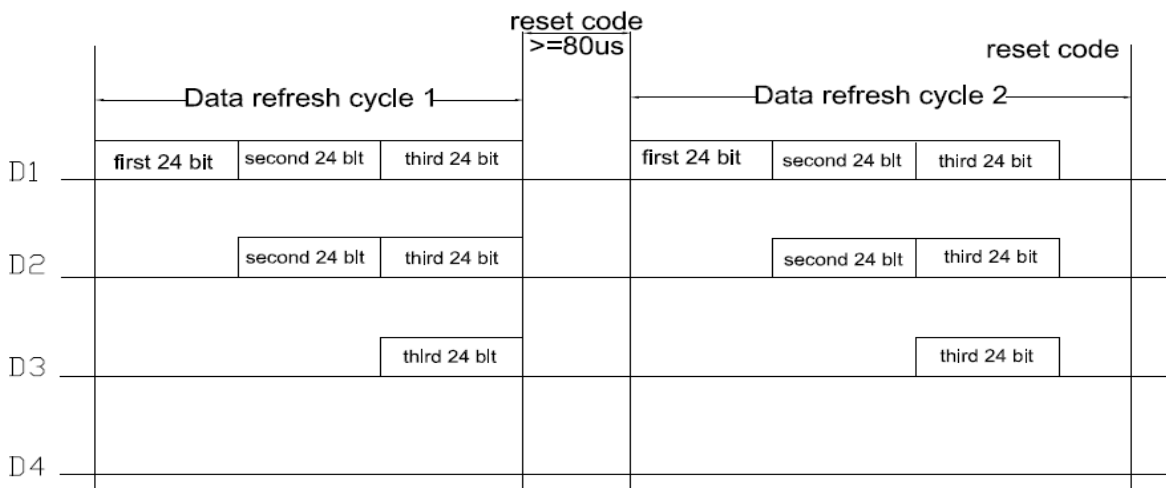 reset code
>=80us
reset code
Data refresh cycle 1
Data refresh cycle 2
D1 first 24 bit second 24 blt third 24 bit first 24 bit second 24 blt third 24 bit
D2 second 24 blt third 24 bit second 24 blt third 24 bit
D3 thlrd 24 blt third 24 bit
D4